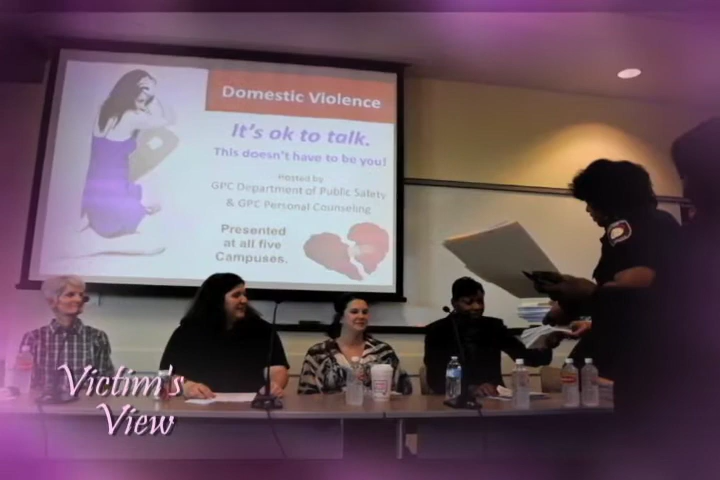 Domestic Violence
It's ok to talk.
This doesn't have to be you!
Hosted by
GPC Department of Public Safety
& GPC Personal Counseling
Presented
at all five
Campuses.
Victim's
View